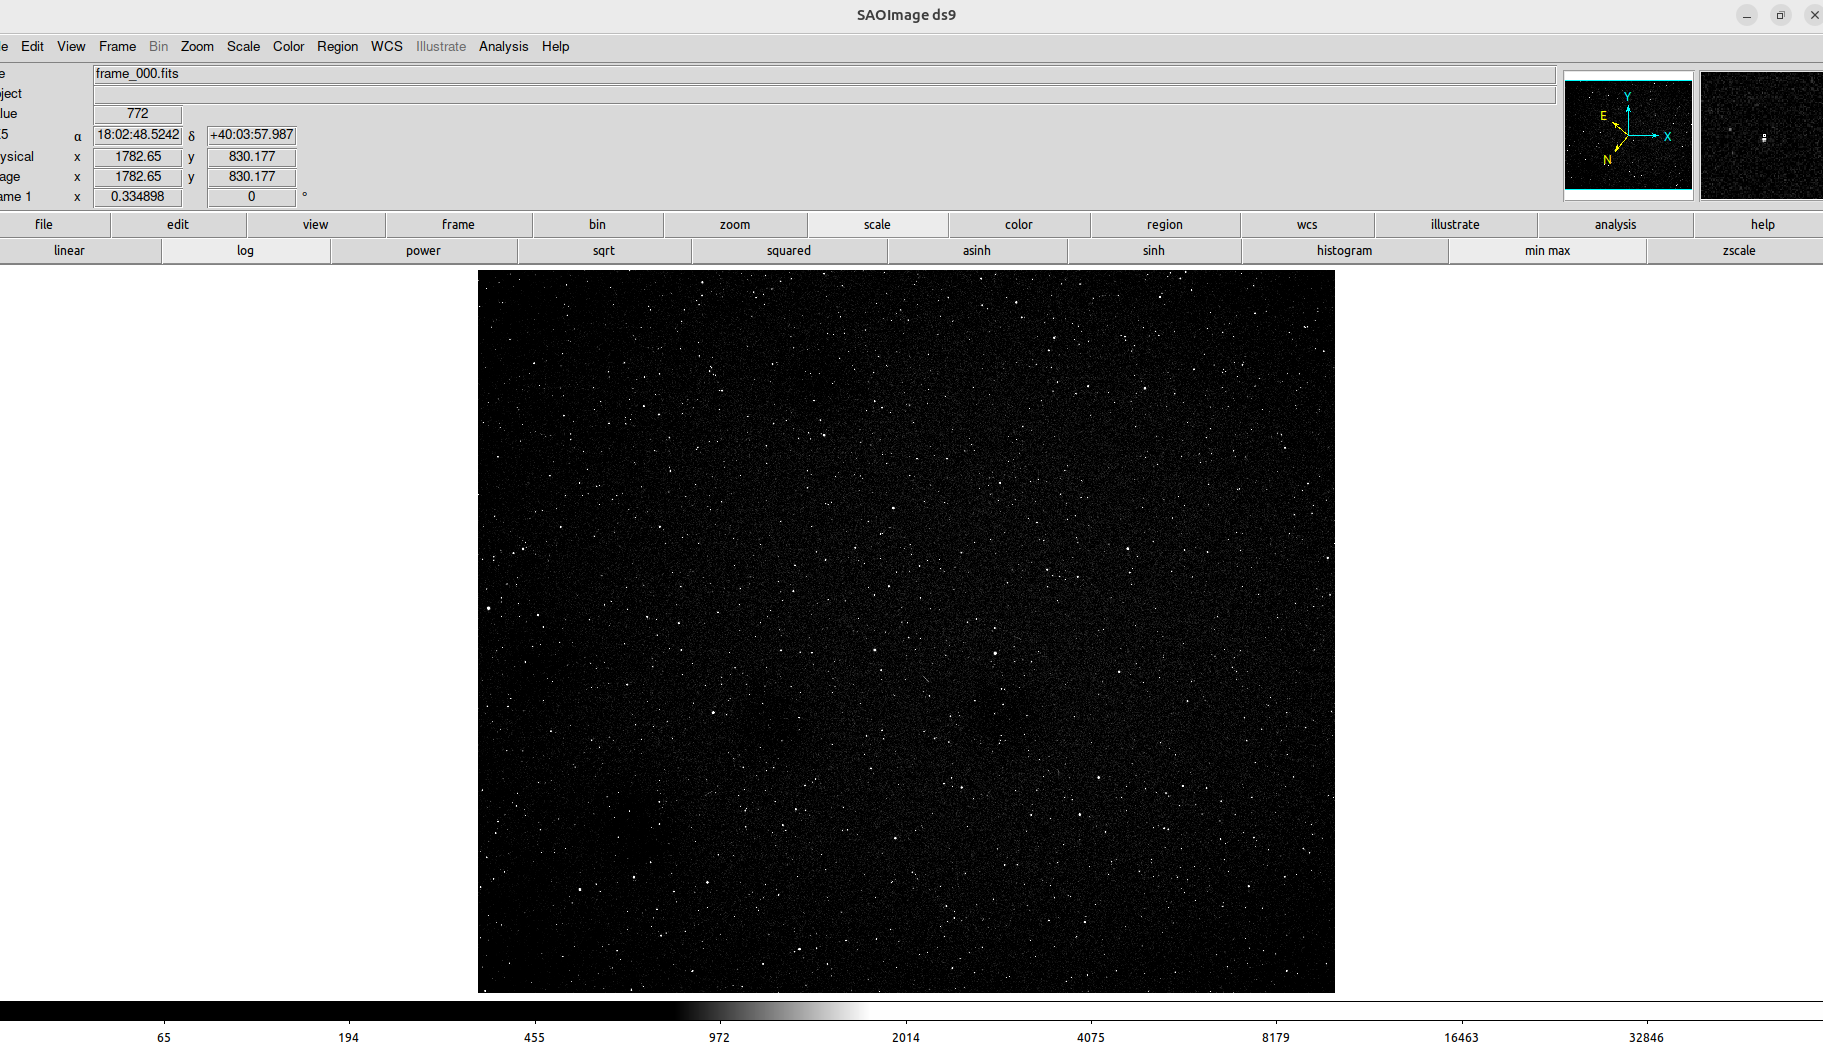 SAOImage ds9
le Edit View Frame Bin Zoom Scale Color Region WCS Illustrate Analysis Help
e frame_000.fits
ject
lue 772
5 α 18:02:48.5242 δ +40:03:57.987
ysical x 1782.65 y 830.177
age x 1782.65 y 830.177
ame 1 x 0.334898 0 °
Y
E
X
N
file edit view frame bin zoom scale color region wcs illustrate analysis help
linear log power sqrt squared asinh sinh histogram min max zscale
65 194 455 972 2014 4075 8179 16463 32846